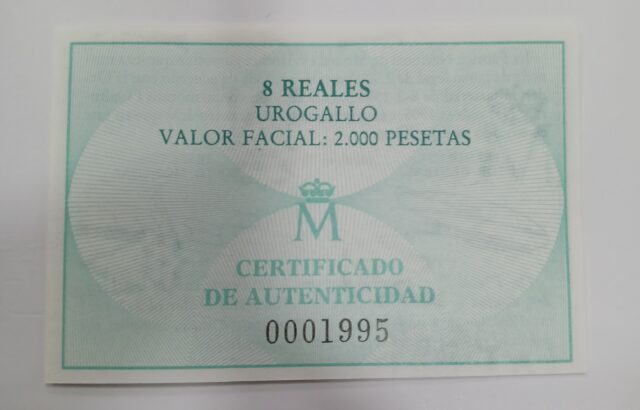 8 REALES
UROGALLO
VALOR FACIAL: 2.000 PESETAS
M
CERTIFICADO
DE AUTENTICIDAD
0001995